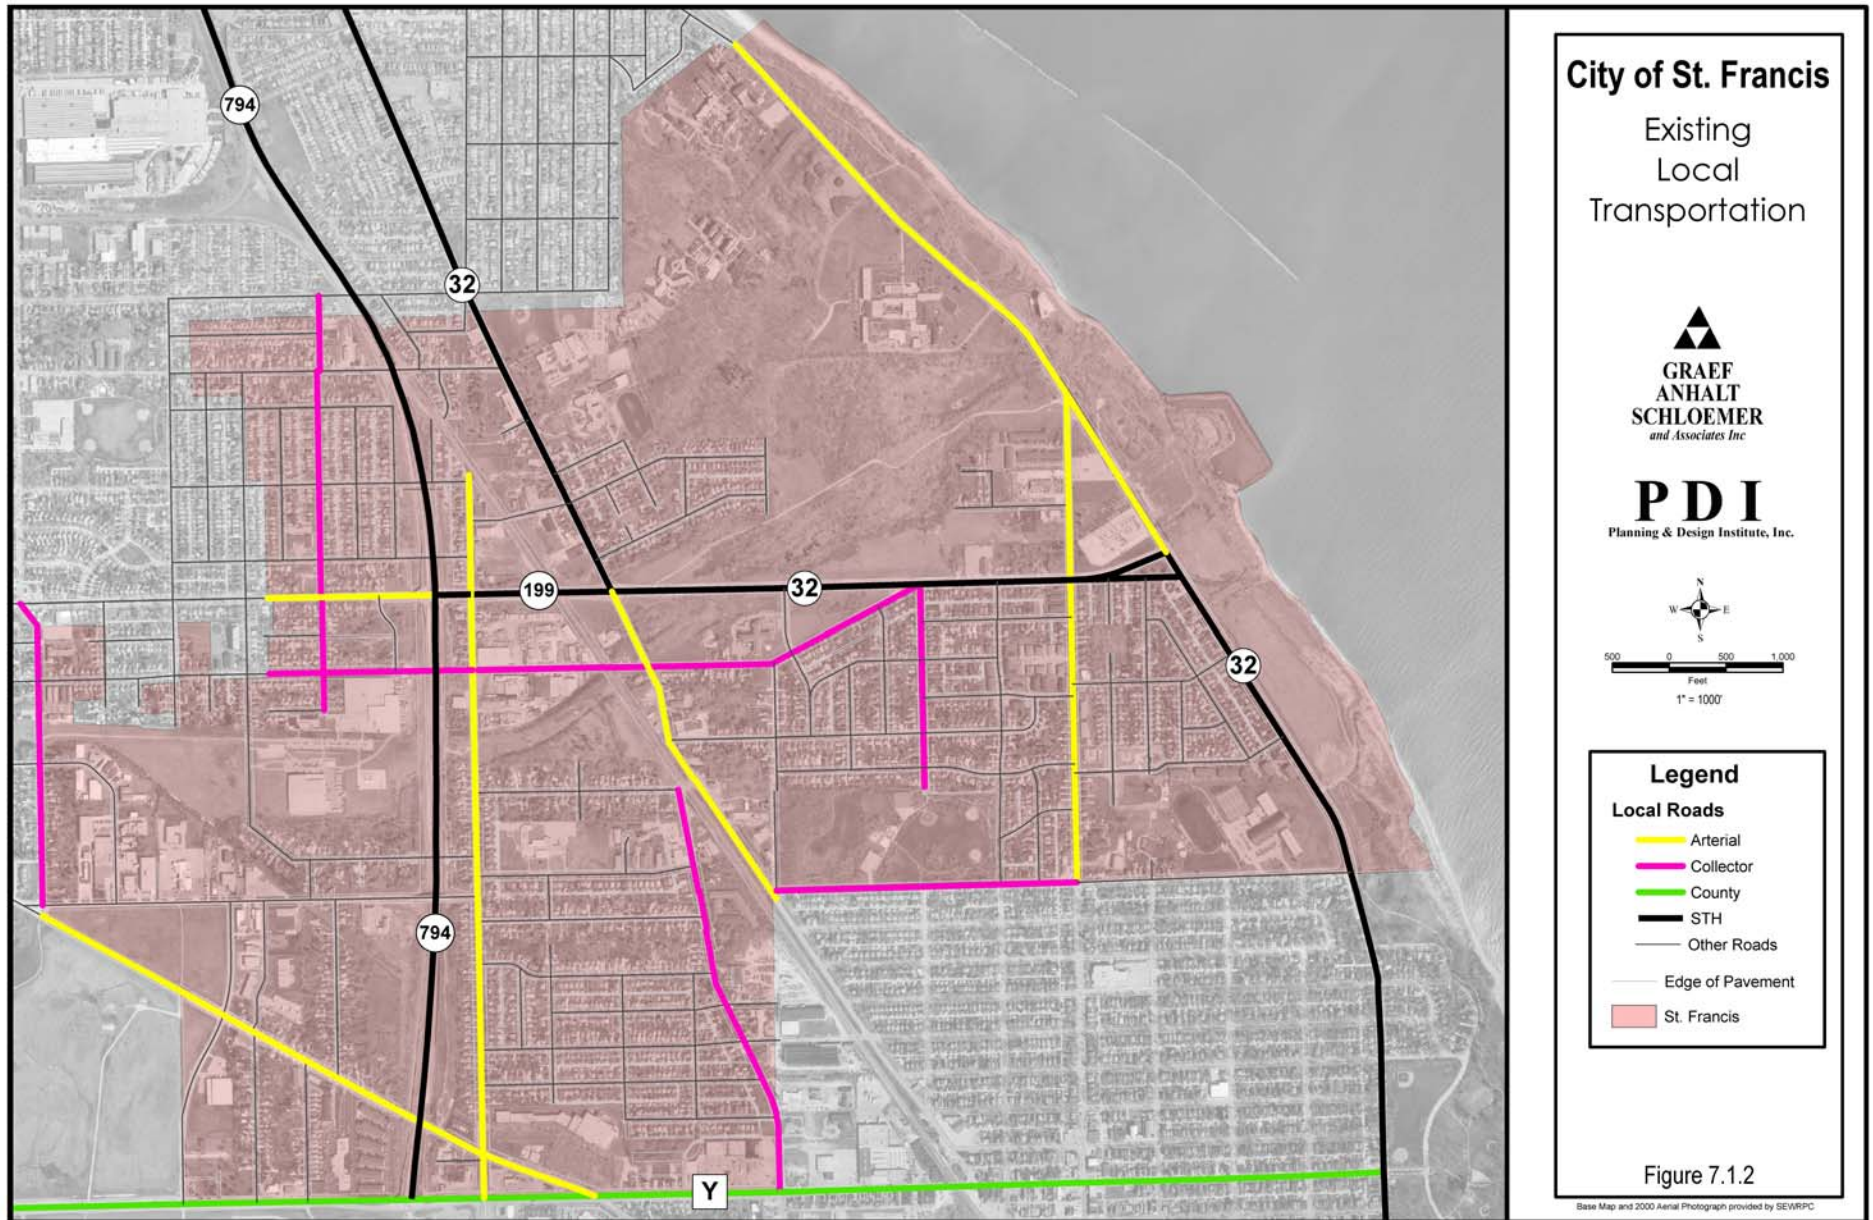 794
32
199
32
32
794
Y
City of St. Francis
Existing
Local
Transportation
GRAEF
ANHALT
SCHLOEMER
and Associates Inc
PDI
Planning & Design Institute, Inc.
N
W
E
S
500 0 500 1,000
Feet
1" = 1000'
Legend
Local Roads
Arterial
Collector
County
STH
Other Roads
Edge of Pavement
St. Francis
Figure 7.1.2
Base Map and 2000 Aerial Photograph provided by SEWRPC